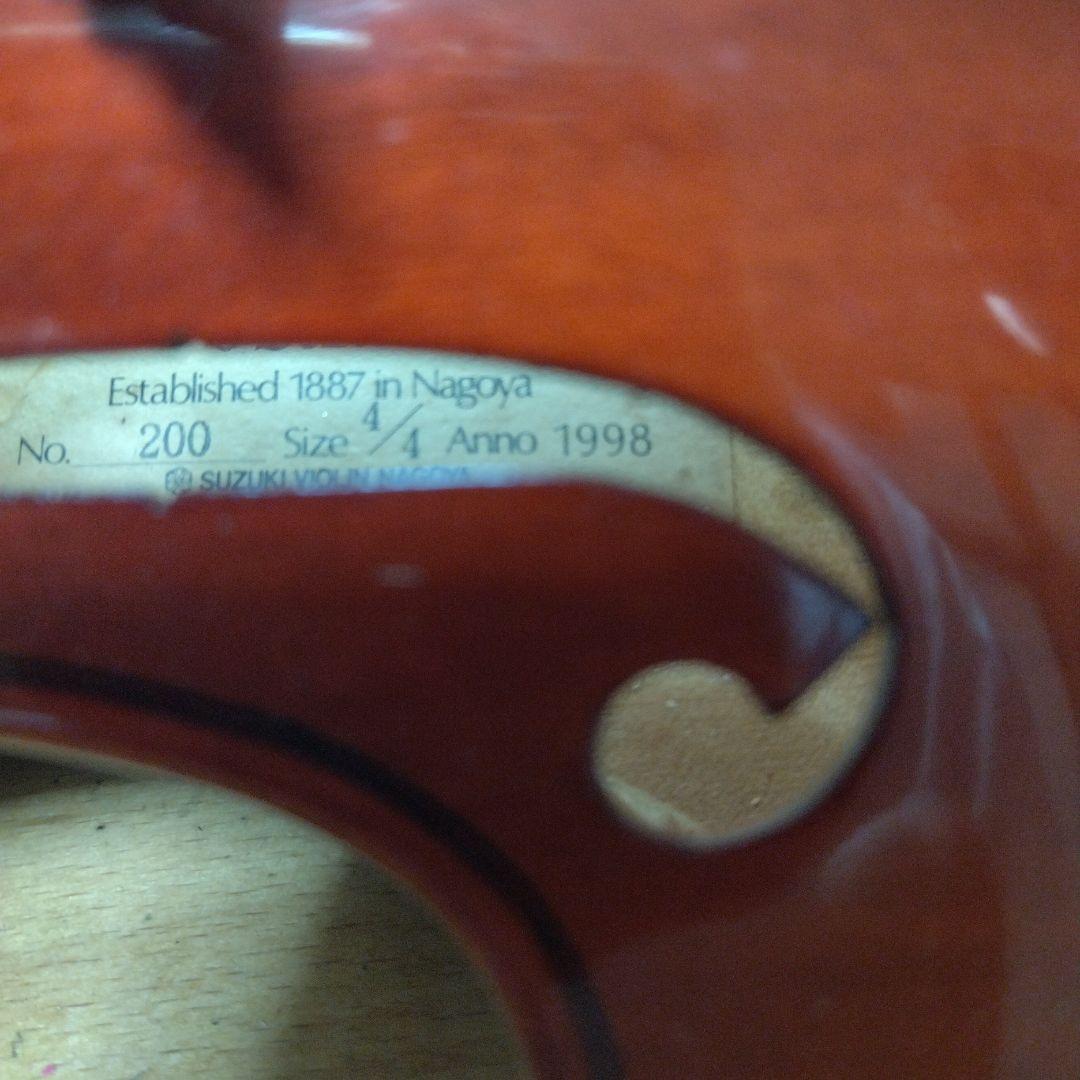 Established 1887 in Nagoya
No. 200 Size 4/4 Anno 1998
SUZUKI VIOLIN NAGOYA